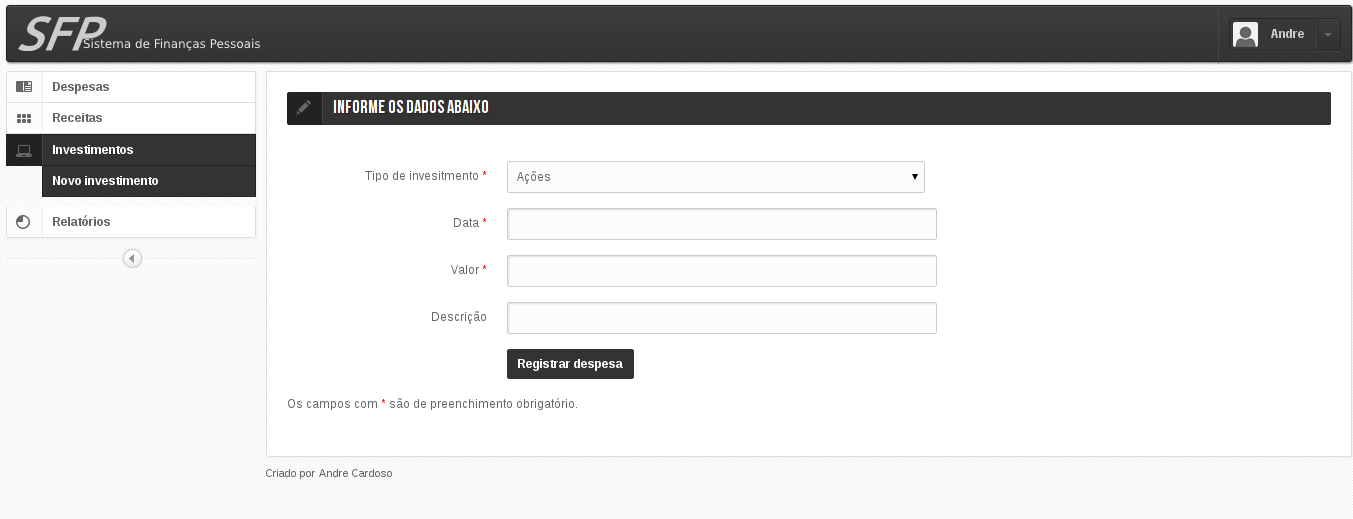 SFP Sistema de Finanças Pessoais
Andre
Despesas
Receitas
Investimentos
Novo investimento
Relatórios
INFORME OS DADOS ABAIXO
Tipo de invesitmento *
Ações
Data *
Valor *
Descrição
Registrar despesa
Os campos com * são de preenchimento obrigatório.
Criado por Andre Cardoso